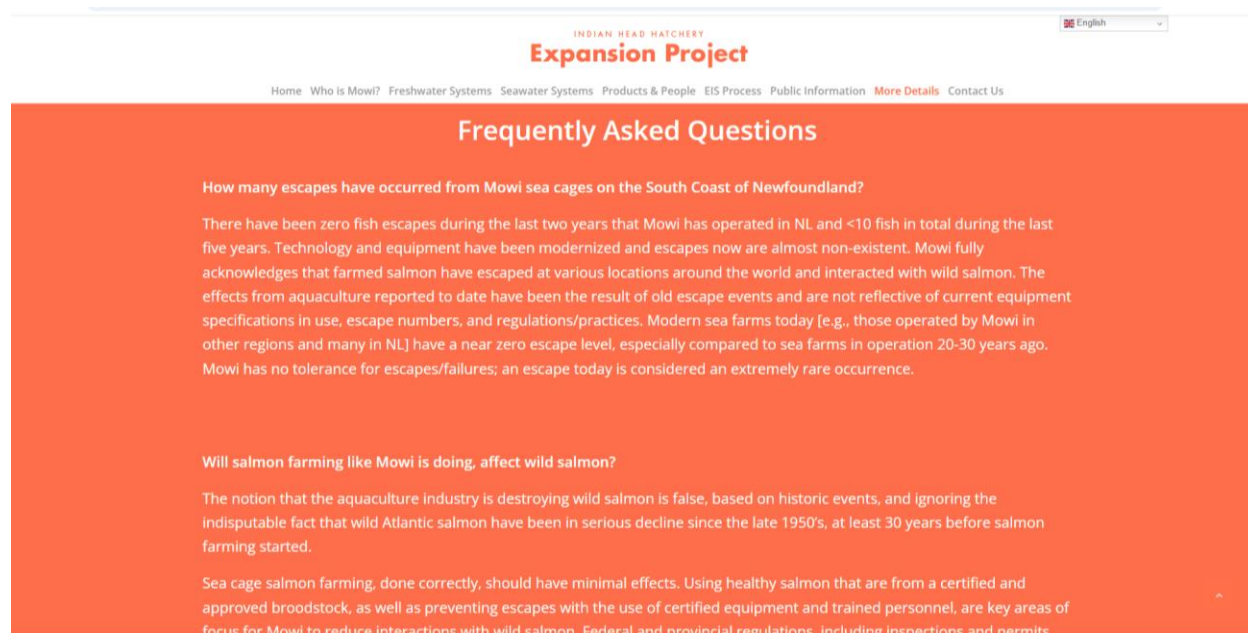 English
INDIAN HEAD HATCHERY
Expansion Project
Home Who is Mowi? Freshwater Systems Seawater Systems Products & People EIS Process Public Information More Details Contact Us
Frequently Asked Questions
How many escapes have occurred from Mowi sea cages on the South Coast of Newfoundland?
There have been zero fish escapes during the last two years that Mowi has operated in NL and <10 fish in total during the last
five years. Technology and equipment have been modernized and escapes now are almost non-existent. Mowi fully
acknowledges that farmed salmon have escaped at various locations around the world and interacted with wild salmon. The
effects from aquaculture reported to date have been the result of old escape events and are not reflective of current equipment
specifications in use, escape numbers, and regulations/practices. Modern sea farms today [e.g., those operated by Mowi in
other regions and many in NL] have a near zero escape level, especially compared to sea farms in operation 20-30 years ago.
Mowi has no tolerance for escapes/failures; an escape today is considered an extremely rare occurrence.
Will salmon farming like Mowi is doing, affect wild salmon?
The notion that the aquaculture industry is destroying wild salmon is false, based on historic events, and ignoring the
indisputable fact that wild Atlantic salmon have been in serious decline since the late 1950's, at least 30 years before salmon
farming started.
Sea cage salmon farming, done correctly, should have minimal effects. Using healthy salmon that are from a certified and
approved broodstock, as well as preventing escapes with the use of certified equipment and trained personnel, are key areas of
focus for Mowi to reduce interactions with wild salmon. Federal and provincial regulations, including inspections and permits